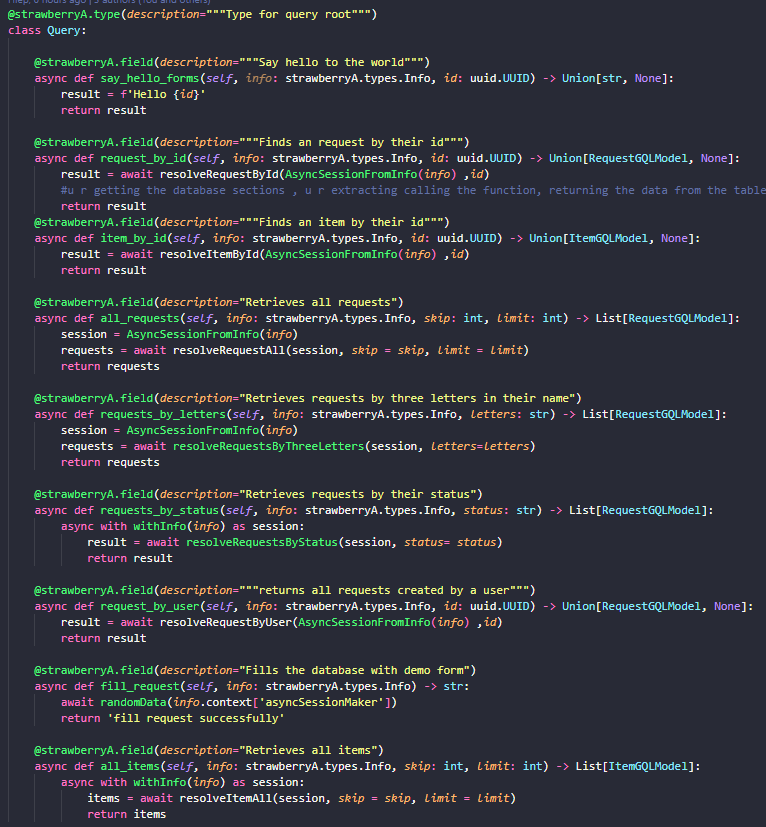 @strawberryA.type(description="""Type for query root""")
class Query:
@strawberryA.field(description="""Say hello to the world""")
async def say_hello_forms(self, info: strawberryA.types.Info, id: uuid.UUID) -> Union[str, None]:
result = f'Hello {id}'
return result
@strawberryA.field(description="""Finds an request by their id""")
async def request_by_id(self, info: strawberryA.types.Info, id: uuid.UUID) -> Union[RequestGQLModel, None]:
result = await resolveRequestById(AsyncSessionFromInfo(info) ,id)
#u r getting the database sections , u r extracting calling the function, returning the data from the table
return result
@strawberryA.field(description="""Finds an item by their id""")
async def item_by_id(self, info: strawberryA.types.Info, id: uuid.UUID) -> Union[ItemGQLModel, None]:
result = await resolveItemById(AsyncSessionFromInfo(info) ,id)
return result
@strawberryA.field(description="Retrieves all requests")
async def all_requests(self, info: strawberryA.types.Info, skip: int, limit: int) -> List[RequestGQLModel]:
session = AsyncSessionFromInfo(info)
requests = await resolveRequestAll(session, skip = skip, limit = limit)
return requests
@strawberryA.field(description="Retrieves requests by three letters in their name")
async def requests_by_letters(self, info: strawberryA.types.Info, letters: str) -> List[RequestGQLModel]:
session = AsyncSessionFromInfo(info)
requests = await resolveRequestsByThreeLetters(session, letters=letters)
return requests
@strawberryA.field(description="Retrieves requests by their status")
async def requests_by_status(self, info: strawberryA.types.Info, status: str) -> List[RequestGQLModel]:
async with withInfo(info) as session:
result = await resolveRequestsByStatus(session, status= status)
return result
@strawberryA.field(description="""returns all requests created by a user""")
async def request_by_user(self, info: strawberryA.types.Info, id: uuid.UUID) -> Union[RequestGQLModel, None]:
result = await resolveRequestByUser(AsyncSessionFromInfo(info) ,id)
return result
@strawberryA.field(description="Fills the database with demo form")
async def fill_request(self, info: strawberryA.types.Info) -> str:
await randomData(info.context['asyncSessionMaker'])
return 'fill request successfully'
@strawberryA.field(description="Retrieves all items")
async def all_items(self, info: strawberryA.types.Info, skip: int, limit: int) -> List[ItemGQLModel]:
async with withInfo(info) as session:
items = await resolveItemAll(session, skip = skip, limit = limit)
return items